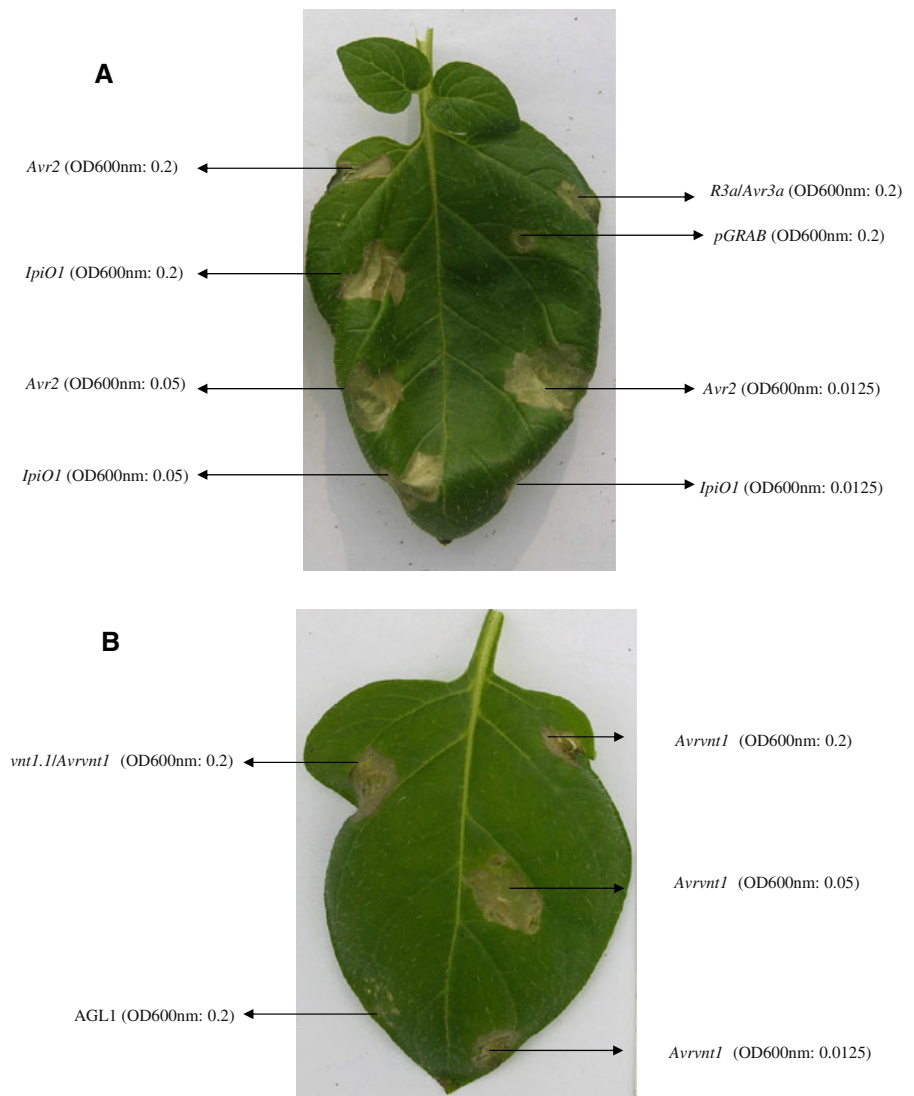 A
Avr2 (OD600nm: 0.2)
R3a/Avr3a (OD600nm: 0.2)
pGRAB (OD600nm: 0.2)
IpiO1 (OD600nm: 0.2)
Avr2 (OD600nm: 0.05)
Avr2 (OD600nm: 0.0125)
IpiO1 (OD600nm: 0.05)
IpiO1 (OD600nm: 0.0125)
B
Avrvnt1 (OD600nm: 0.2)
vnt1.1/Avrvnt1 (OD600nm: 0.2)
Avrvnt1 (OD600nm: 0.05)
AGL1 (OD600nm: 0.2)
Avrvnt1 (OD600nm: 0.0125)